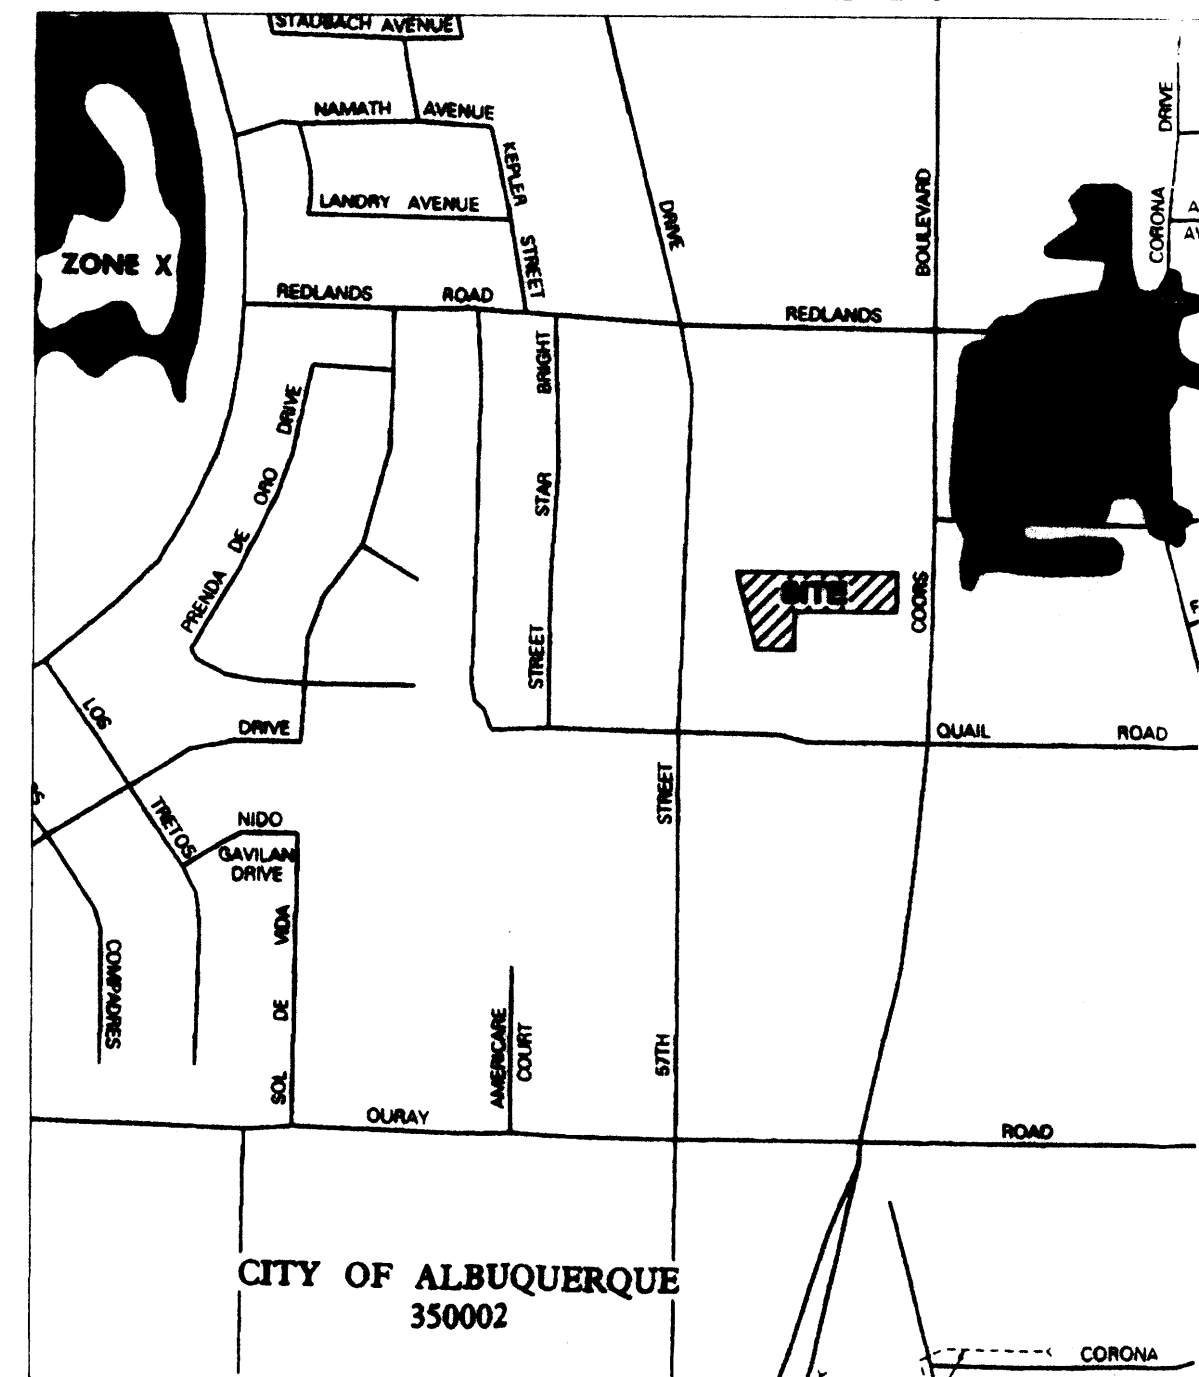 STAUBACH AVENUE
NAMATH AVENUE
KEPLER STREET
LANDRY AVENUE
DRIVE
BOULEVARD
CORONA DRIVE
A
AV
ZONE X
REDLANDS ROAD
REDLANDS
BRIGHT STAR STREET
PRENDA DE ORO DRIVE
SITE
COORS
LOS TRETOS
DRIVE
QUAIL ROAD
STREET
NIDO
GAVILAN
DRIVE
SOL DE VIDA
COMPADRES
AMERICARE
COURT
57TH
OURAY ROAD
CITY OF ALBUQUERQUE
350002
CORONA